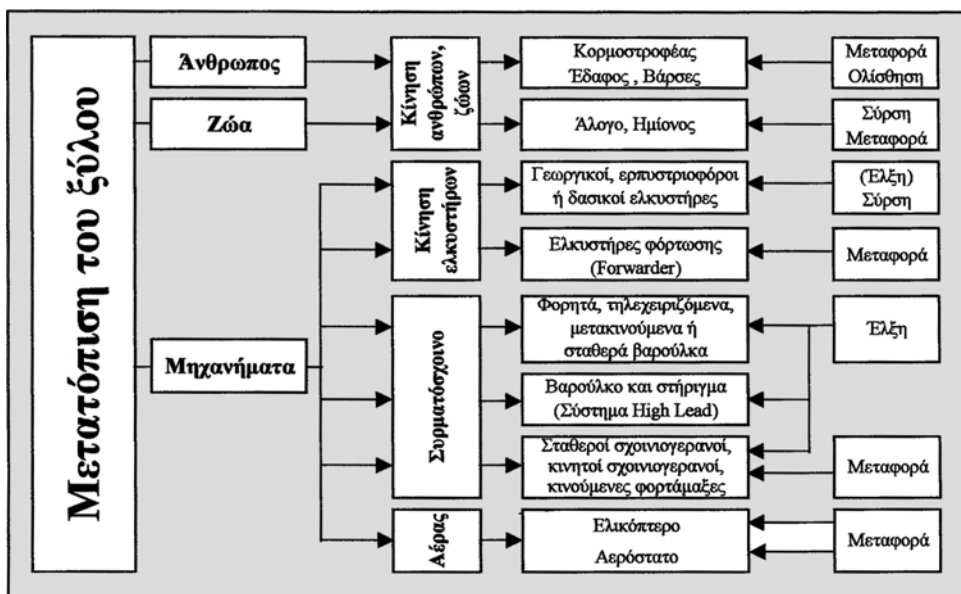 Μετατόπιση του ξύλου
Άνθρωπος
Ζώα
Μηχανήματα
Κίνηση
ανθρώπων,
ζώων
Κίνηση
ελκυστήρων
Συρματόσχοινο
Αέρας
Κορμοστροφέας
Έδαφος , Βάρσες
Άλογο, Ημίονος
Γεωργικοί, ερπυστριοφόροι
ή δασικοί ελκυστήρες
Ελκυστήρες φόρτωσης
(Forwarder)
Φορητά, τηλεχειριζόμενα,
μετακινούμενα ή
σταθερά βαρούλκα
Βαρούλκο και στήριγμα
(Σύστημα High Lead)
Σταθεροί σχοινιογερανοί,
κινητοί σχοινιογερανοί,
κινούμενες φορτάμαξες
Ελικόπτερο
Αερόστατο
Μεταφορά
Ολίσθηση
Σύρση
Μεταφορά
(Έλξη)
Σύρση
Μεταφορά
Έλξη
Μεταφορά
Μεταφορά